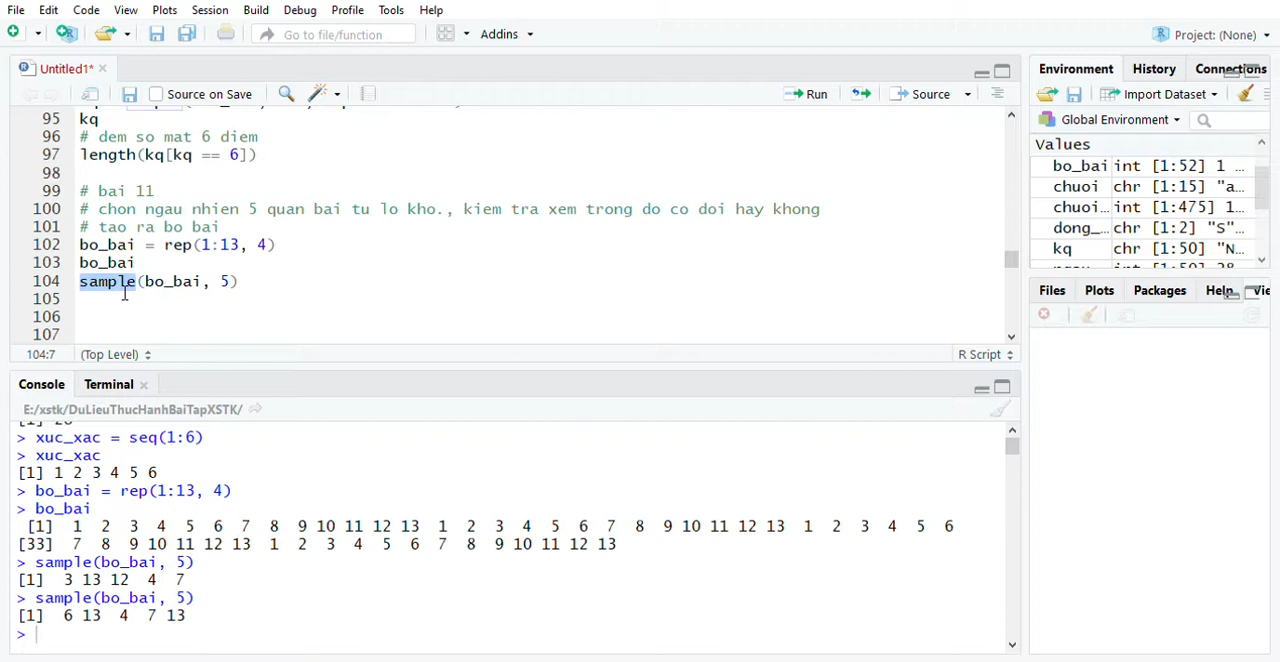 File Edit Code View Plots Session Build Debug Profile Tools Help
Go to file/function Addins Project: (None)
Untitled1*
Source on Save Run Source
95 kq
96 # dem so mat 6 diem
97 length(kq[kq == 6])
98
99 # bai 11
100 # chon ngau nhien 5 quan bai tu lo kho., kiem tra xem trong do co doi hay khong
101 # tao ra bo bai
102 bo_bai = rep(1:13, 4)
103 bo_bai
104 sample(bo_bai, 5)
105
106
107
104:7 (Top Level) R Script
Console Terminal
E:/xstk/DuLieuThucHanhBaiTapXSTK/
> xuc_xac = seq(1:6)
> xuc_xac
[1] 1 2 3 4 5 6
> bo_bai = rep(1:13, 4)
> bo_bai
[1] 1 2 3 4 5 6 7 8 9 10 11 12 13 1 2 3 4 5 6 7 8 9 10 11 12 13 1 2 3 4 5 6
[33] 7 8 9 10 11 12 13 1 2 3 4 5 6 7 8 9 10 11 12 13
> sample(bo_bai, 5)
[1] 3 13 12 4 7
> sample(bo_bai, 5)
[1] 6 13 4 7 13
>
Environment History Connections
Import Dataset
Global Environment
Values
bo_bai int [1:52] 1 ...
chuoi chr [1:15] "a...
chuoi... int [1:475] 1...
dong_... chr [1:2] "S"...
kq chr [1:50] "N...
Files Plots Packages Help Vie